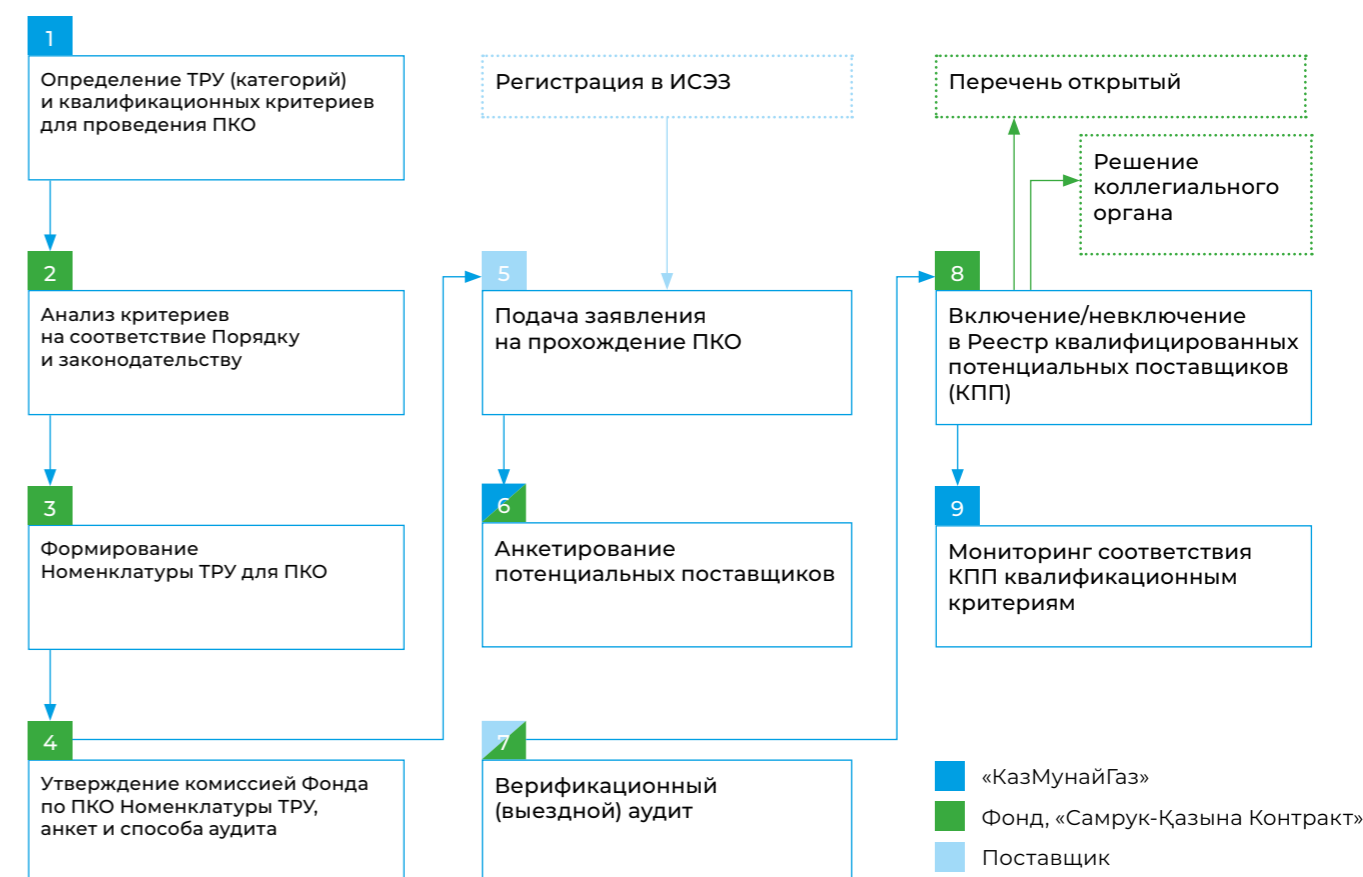 1
Определение ТРУ (категорий)
и квалификационных критериев
для проведения ПКО
2
Анализ критериев
на соответствие Порядку
и законодательству
3
Формирование
Номенклатуры ТРУ для ПКО
4
Утверждение комиссией Фонда
по ПКО Номенклатуры ТРУ,
анкет и способа аудита
Регистрация в ИСЭЗ
5
Подача заявления
на прохождение ПКО
6
Анкетирование
потенциальных поставщиков
7
Верификационный
(выездной) аудит
Перечень открытый
Решение
коллегиального
органа
8
Включение/невключение
в Реестр квалифицированных
потенциальных поставщиков
(КПП)
9
Мониторинг соответствия
КПП квалификационным
критериям
«КазМунайГаз»
Фонд, «Самрук-Қазына Контракт»
Поставщик